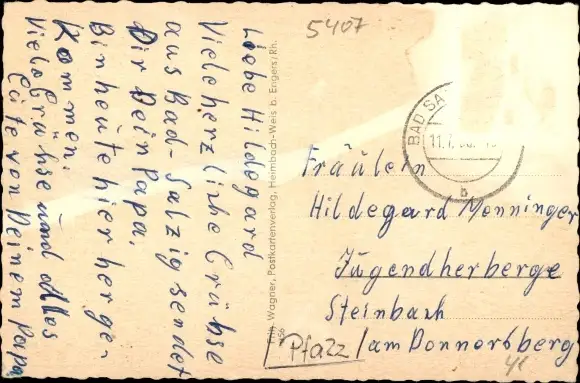 5407
Liebe Hildegard
Viele herzliche Grühse
aus Bad-Salzig sendet
Dir Dein Papa.
Bin heute hier herge-
Kommen.
Viele Grühse und alles
Gute von Deinem Papa
Wagner, Postkartenverlag, Heimbach-Weis b. Engers/Rh.
BAD SA
11.7.
b
Fräulein
Hildegard Menninger
Jugendherberge
Steinbach
/Pfalz/ am Donnersberg